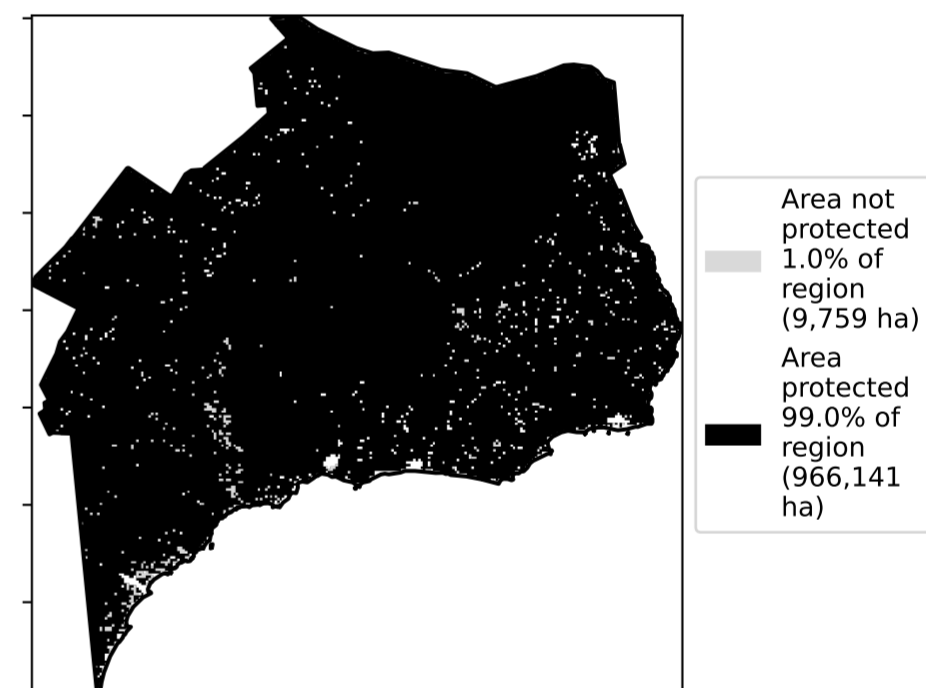 Area not
protected
1.0% of
region
(9,759 ha)
Area
protected
99.0% of
region
(966,141
ha)